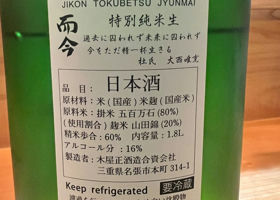 JIKON TOKUBETSU JYUNMAI
而今
特別純米生
過去に囚われず未来に囚われず
今をただ精一杯生きる
杜氏 大西唯克
品目：日本酒
原材料：米(国産)米麹(国産米)
原料米：掛米 五百万石(80%)
(使用割合)麹米 山田錦(20%)
精米歩合：60% 内容量：1.8L
アルコール分：16%
製造者：木屋正酒造合資会社
三重県名張市本町 314-1
Keep refrigerated 要冷蔵